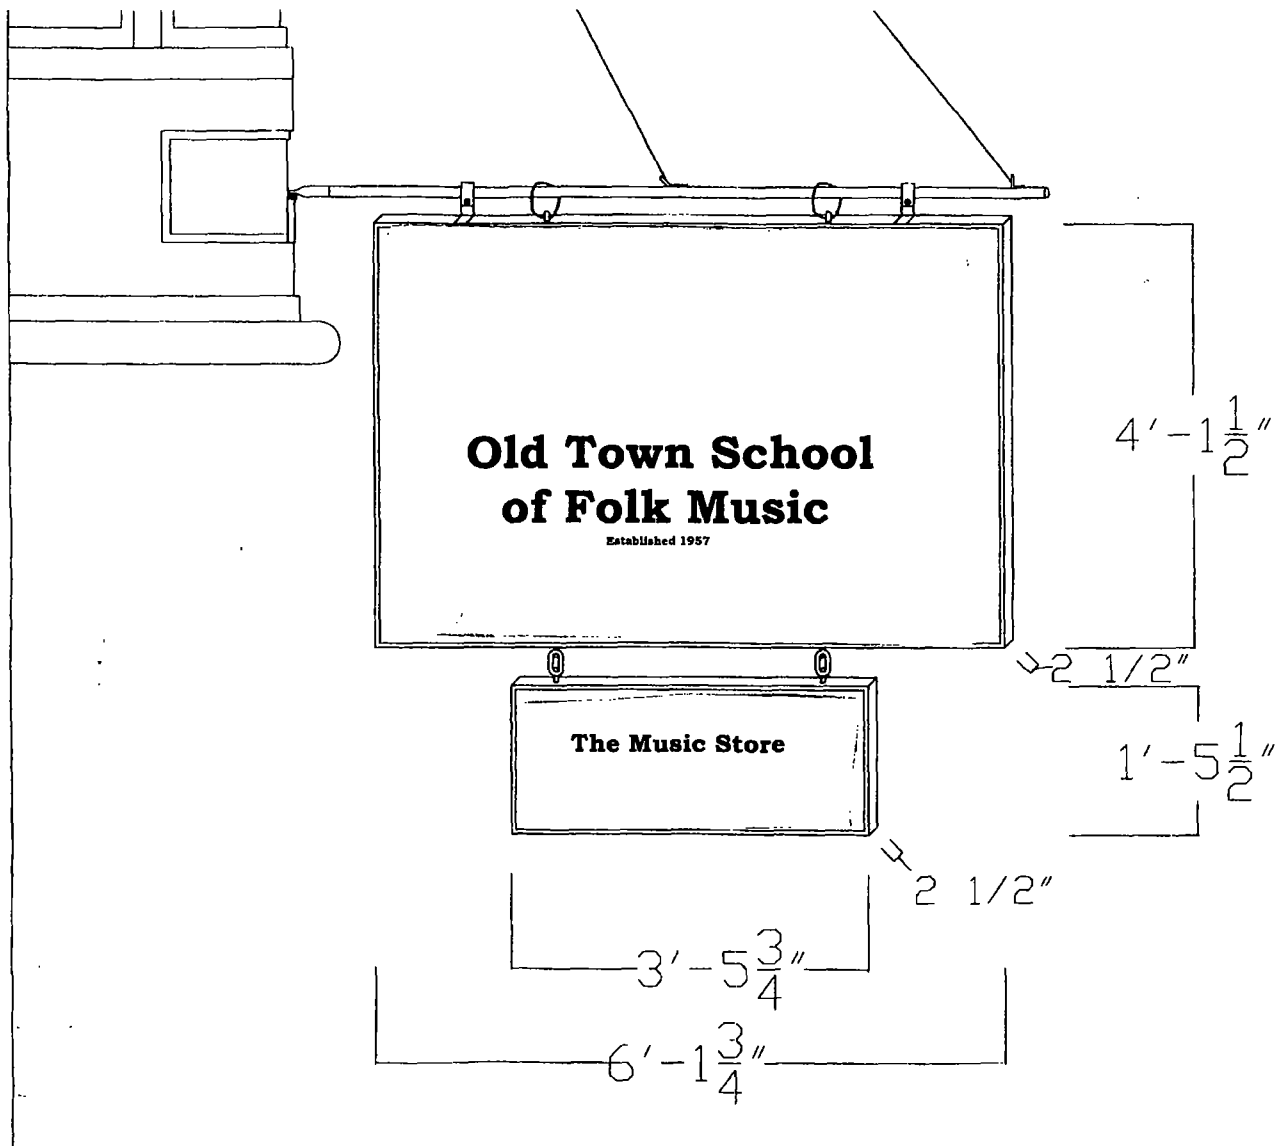 Old Town School
of Folk Music
Established 1957
4'-1 1/2"
2 1/2"
The Music Store
1'-5 1/2"
2 1/2"
3'-5 3/4"
6'-1 3/4"